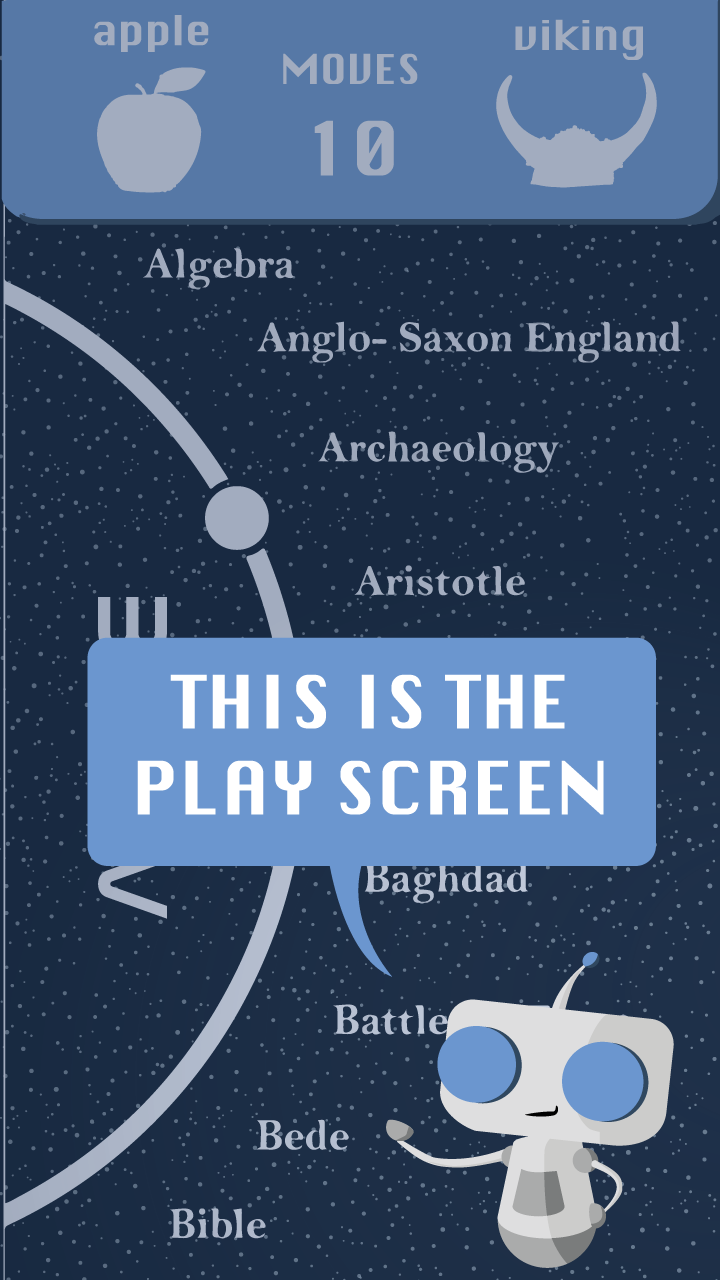 apple
MOVES
viking
10
Algebra
Anglo- Saxon England
Archaeology
Aristotle
THIS IS THE
PLAY SCREEN
Baghdad
Battle
Bede
Bible